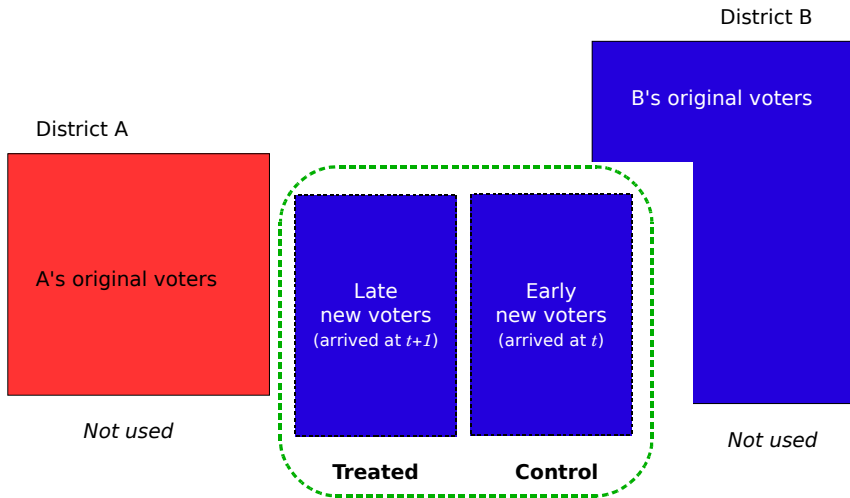 District B
B's original voters
District A
A's original voters
Late
new voters
(arrived at t+1)
Early
new voters
(arrived at t)
Not used
Not used
Treated
Control